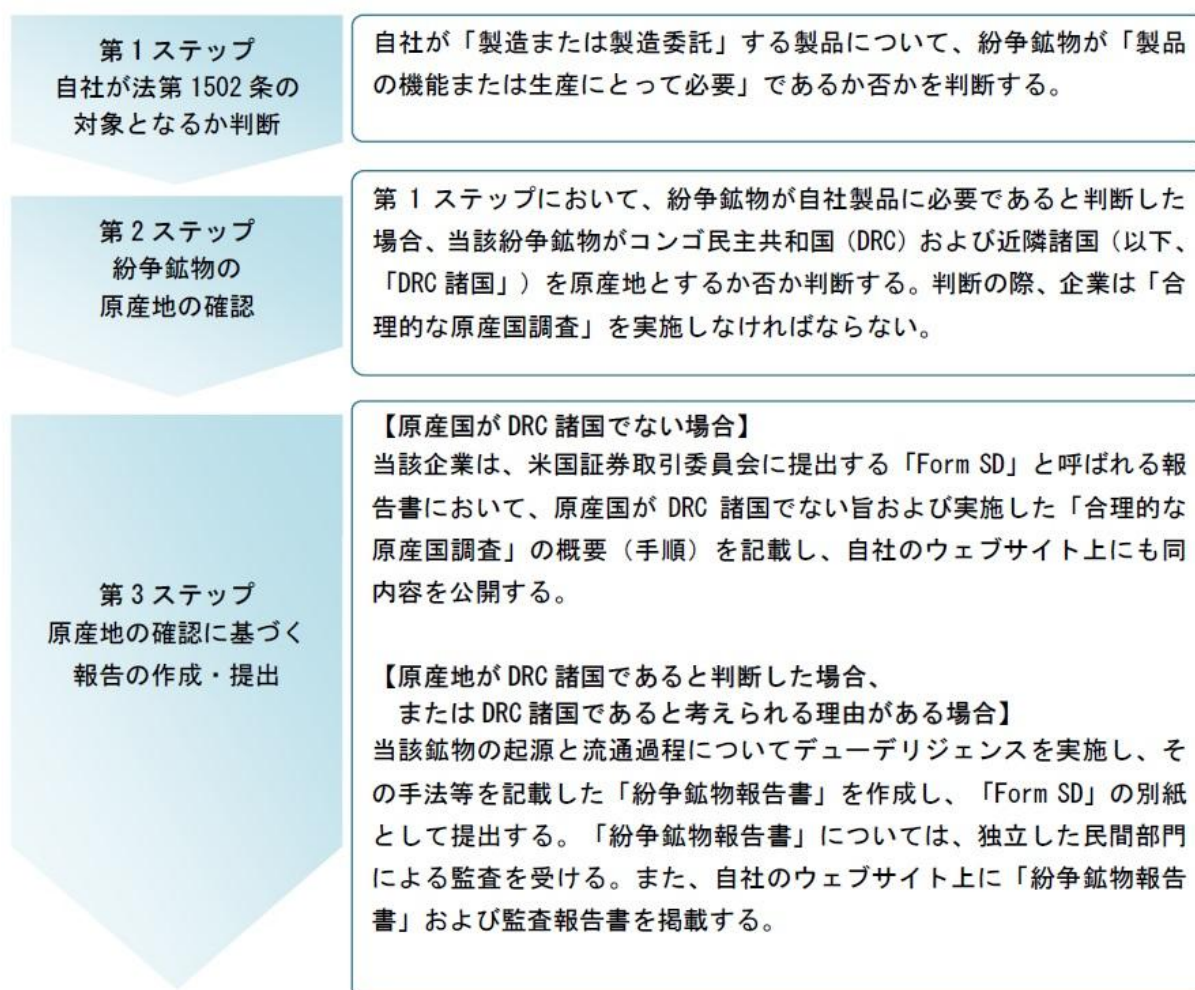 第1ステップ
自社が法第1502条の
対象となるか判断
自社が「製造または製造委託」する製品について、紛争鉱物が「製品
の機能または生産にとって必要」であるか否かを判断する。
第2ステップ
紛争鉱物の
原産地の確認
第1ステップにおいて、紛争鉱物が自社製品に必要であると判断した
場合、当該紛争鉱物がコンゴ民主共和国(DRC)および近隣諸国(以下、
「DRC諸国」)を原産地とするか否か判断する。判断の際、企業は「合
理的な原産国調査」を実施しなければならない。
第3ステップ
原産地の確認に基づく
報告の作成・提出
【原産国がDRC諸国でない場合】
当該企業は、米国証券取引委員会に提出する「Form SD」と呼ばれる報
告書において、原産国がDRC諸国でない旨および実施した「合理的な
原産国調査」の概要(手順)を記載し、自社のウェブサイト上にも同
内容を公開する。
【原産地がDRC諸国であると判断した場合、
またはDRC諸国であると考えられる理由がある場合】
当該鉱物の起源と流通過程についてデューデリジェンスを実施し、そ
の手法等を記載した「紛争鉱物報告書」を作成し、「Form SD」の別紙
として提出する。「紛争鉱物報告書」については、独立した民間部門
による監査を受ける。また、自社のウェブサイト上に「紛争鉱物報告
書」および監査報告書を掲載する。